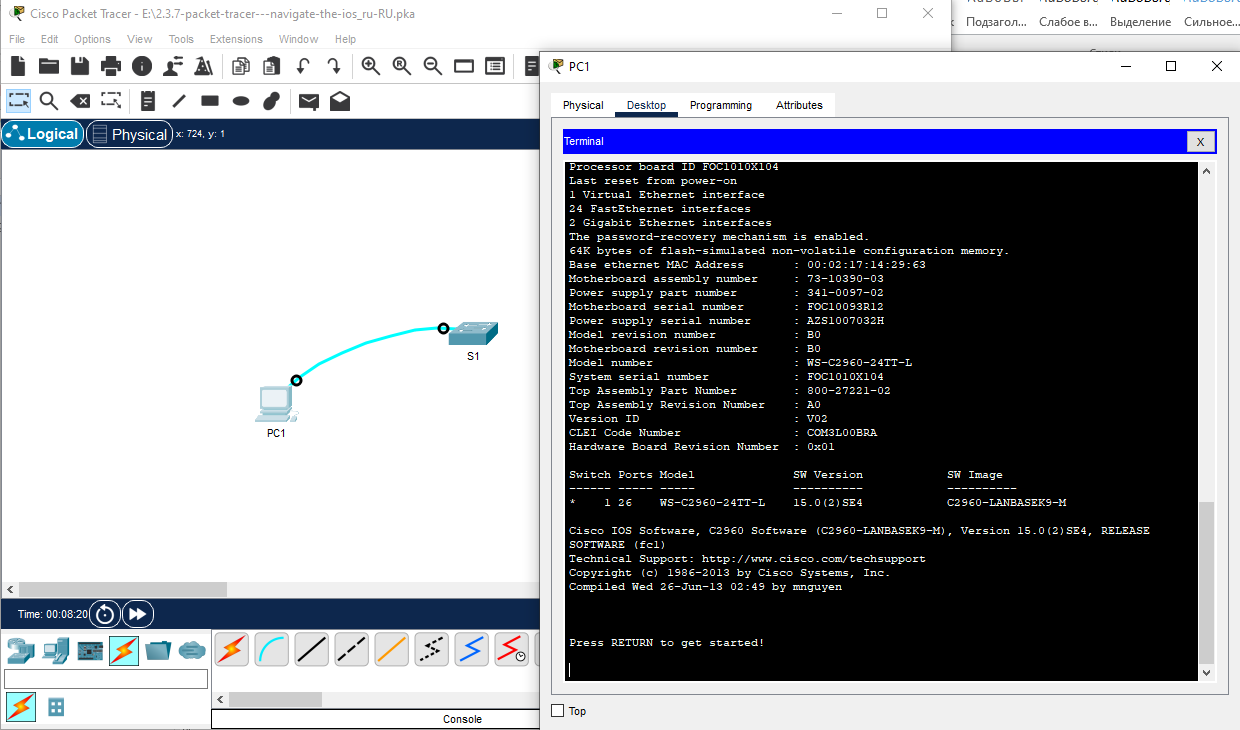 Cisco Packet Tracer - E:\2.3.7-packet-tracer---navigate-the-ios_ru-RU.pka
File Edit Options View Tools Extensions Window Help
Подзагол... Слабое в... Выделение Сильное...
Logical Physical x: 724, y: 1
S1
PC1
Time: 00:08:20
Console
PC1
Physical Desktop Programming Attributes
Terminal X
Processor board ID FOC1010X104
Last reset from power-on
1 Virtual Ethernet interface
24 FastEthernet interfaces
2 Gigabit Ethernet interfaces
The password-recovery mechanism is enabled.
64K bytes of flash-simulated non-volatile configuration memory.
Base ethernet MAC Address : 00:02:17:14:29:63
Motherboard assembly number : 73-10390-03
Power supply part number : 341-0097-02
Motherboard serial number : FOC10093R12
Power supply serial number : AZS1007032H
Model revision number : B0
Motherboard revision number : B0
Model number : WS-C2960-24TT-L
System serial number : FOC1010X104
Top Assembly Part Number : 800-27221-02
Top Assembly Revision Number : A0
Version ID : V02
CLEI Code Number : COM3L00BRA
Hardware Board Revision Number : 0x01
Switch Ports Model SW Version SW Image
------ ----- ----- ---------- ----------
* 1 26 WS-C2960-24TT-L 15.0(2)SE4 C2960-LANBASEK9-M
Cisco IOS Software, C2960 Software (C2960-LANBASEK9-M), Version 15.0(2)SE4, RELEASE
SOFTWARE (fc1)
Technical Support: http://www.cisco.com/techsupport
Copyright (c) 1986-2013 by Cisco Systems, Inc.
Compiled Wed 26-Jun-13 02:49 by mnguyen
Press RETURN to get started!
Top